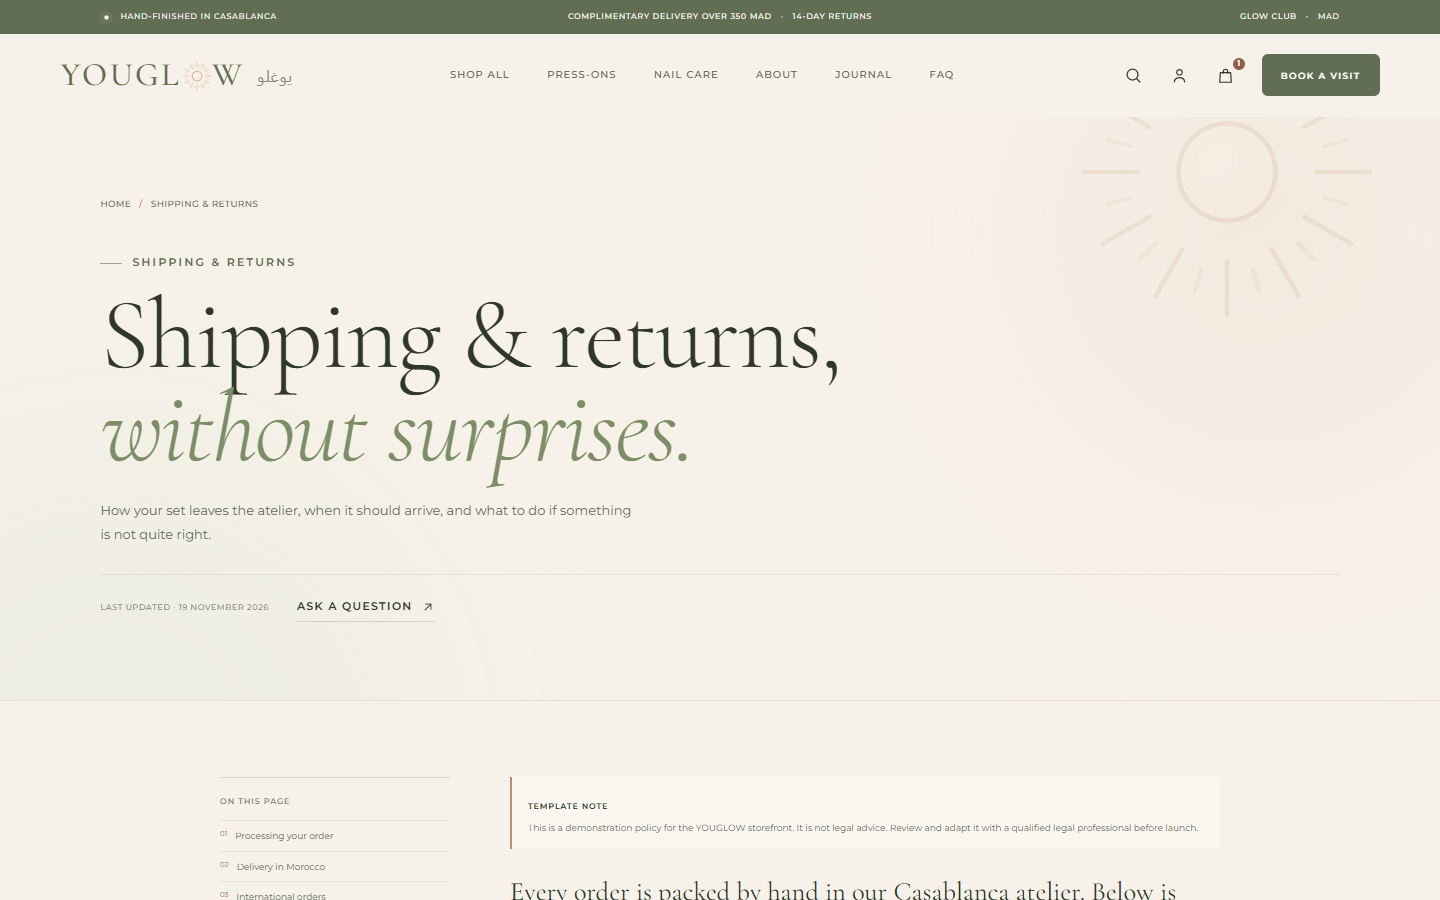 HAND-FINISHED IN CASABLANCA
COMPLIMENTARY DELIVERY OVER 350 MAD · 14-DAY RETURNS
GLOW CLUB · MAD
YOUGLOW يوغلو
SHOP ALL
PRESS-ONS
NAIL CARE
ABOUT
JOURNAL
FAQ
1
BOOK A VISIT
HOME / SHIPPING & RETURNS
SHIPPING & RETURNS
Shipping & returns,
without surprises.
How your set leaves the atelier, when it should arrive, and what to do if something
is not quite right.
LAST UPDATED · 19 NOVEMBER 2026
ASK A QUESTION
ON THIS PAGE
01 Processing your order
02 Delivery in Morocco
03 International orders
TEMPLATE NOTE
This is a demonstration policy for the YOUGLOW storefront. It is not legal advice. Review and adapt it with a qualified legal professional before launch.
Every order is packed by hand in our Casablanca atelier. Below is